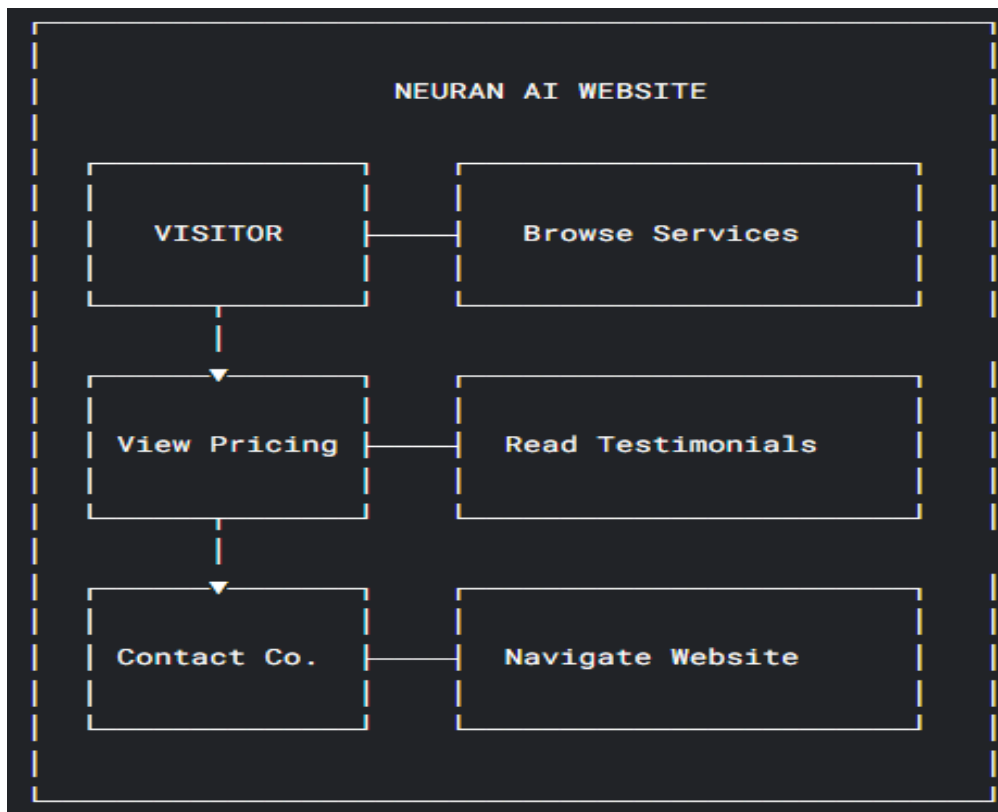 NEURAN AI WEBSITE
VISITOR
Browse Services
View Pricing
Read Testimonials
Contact Co.
Navigate Website